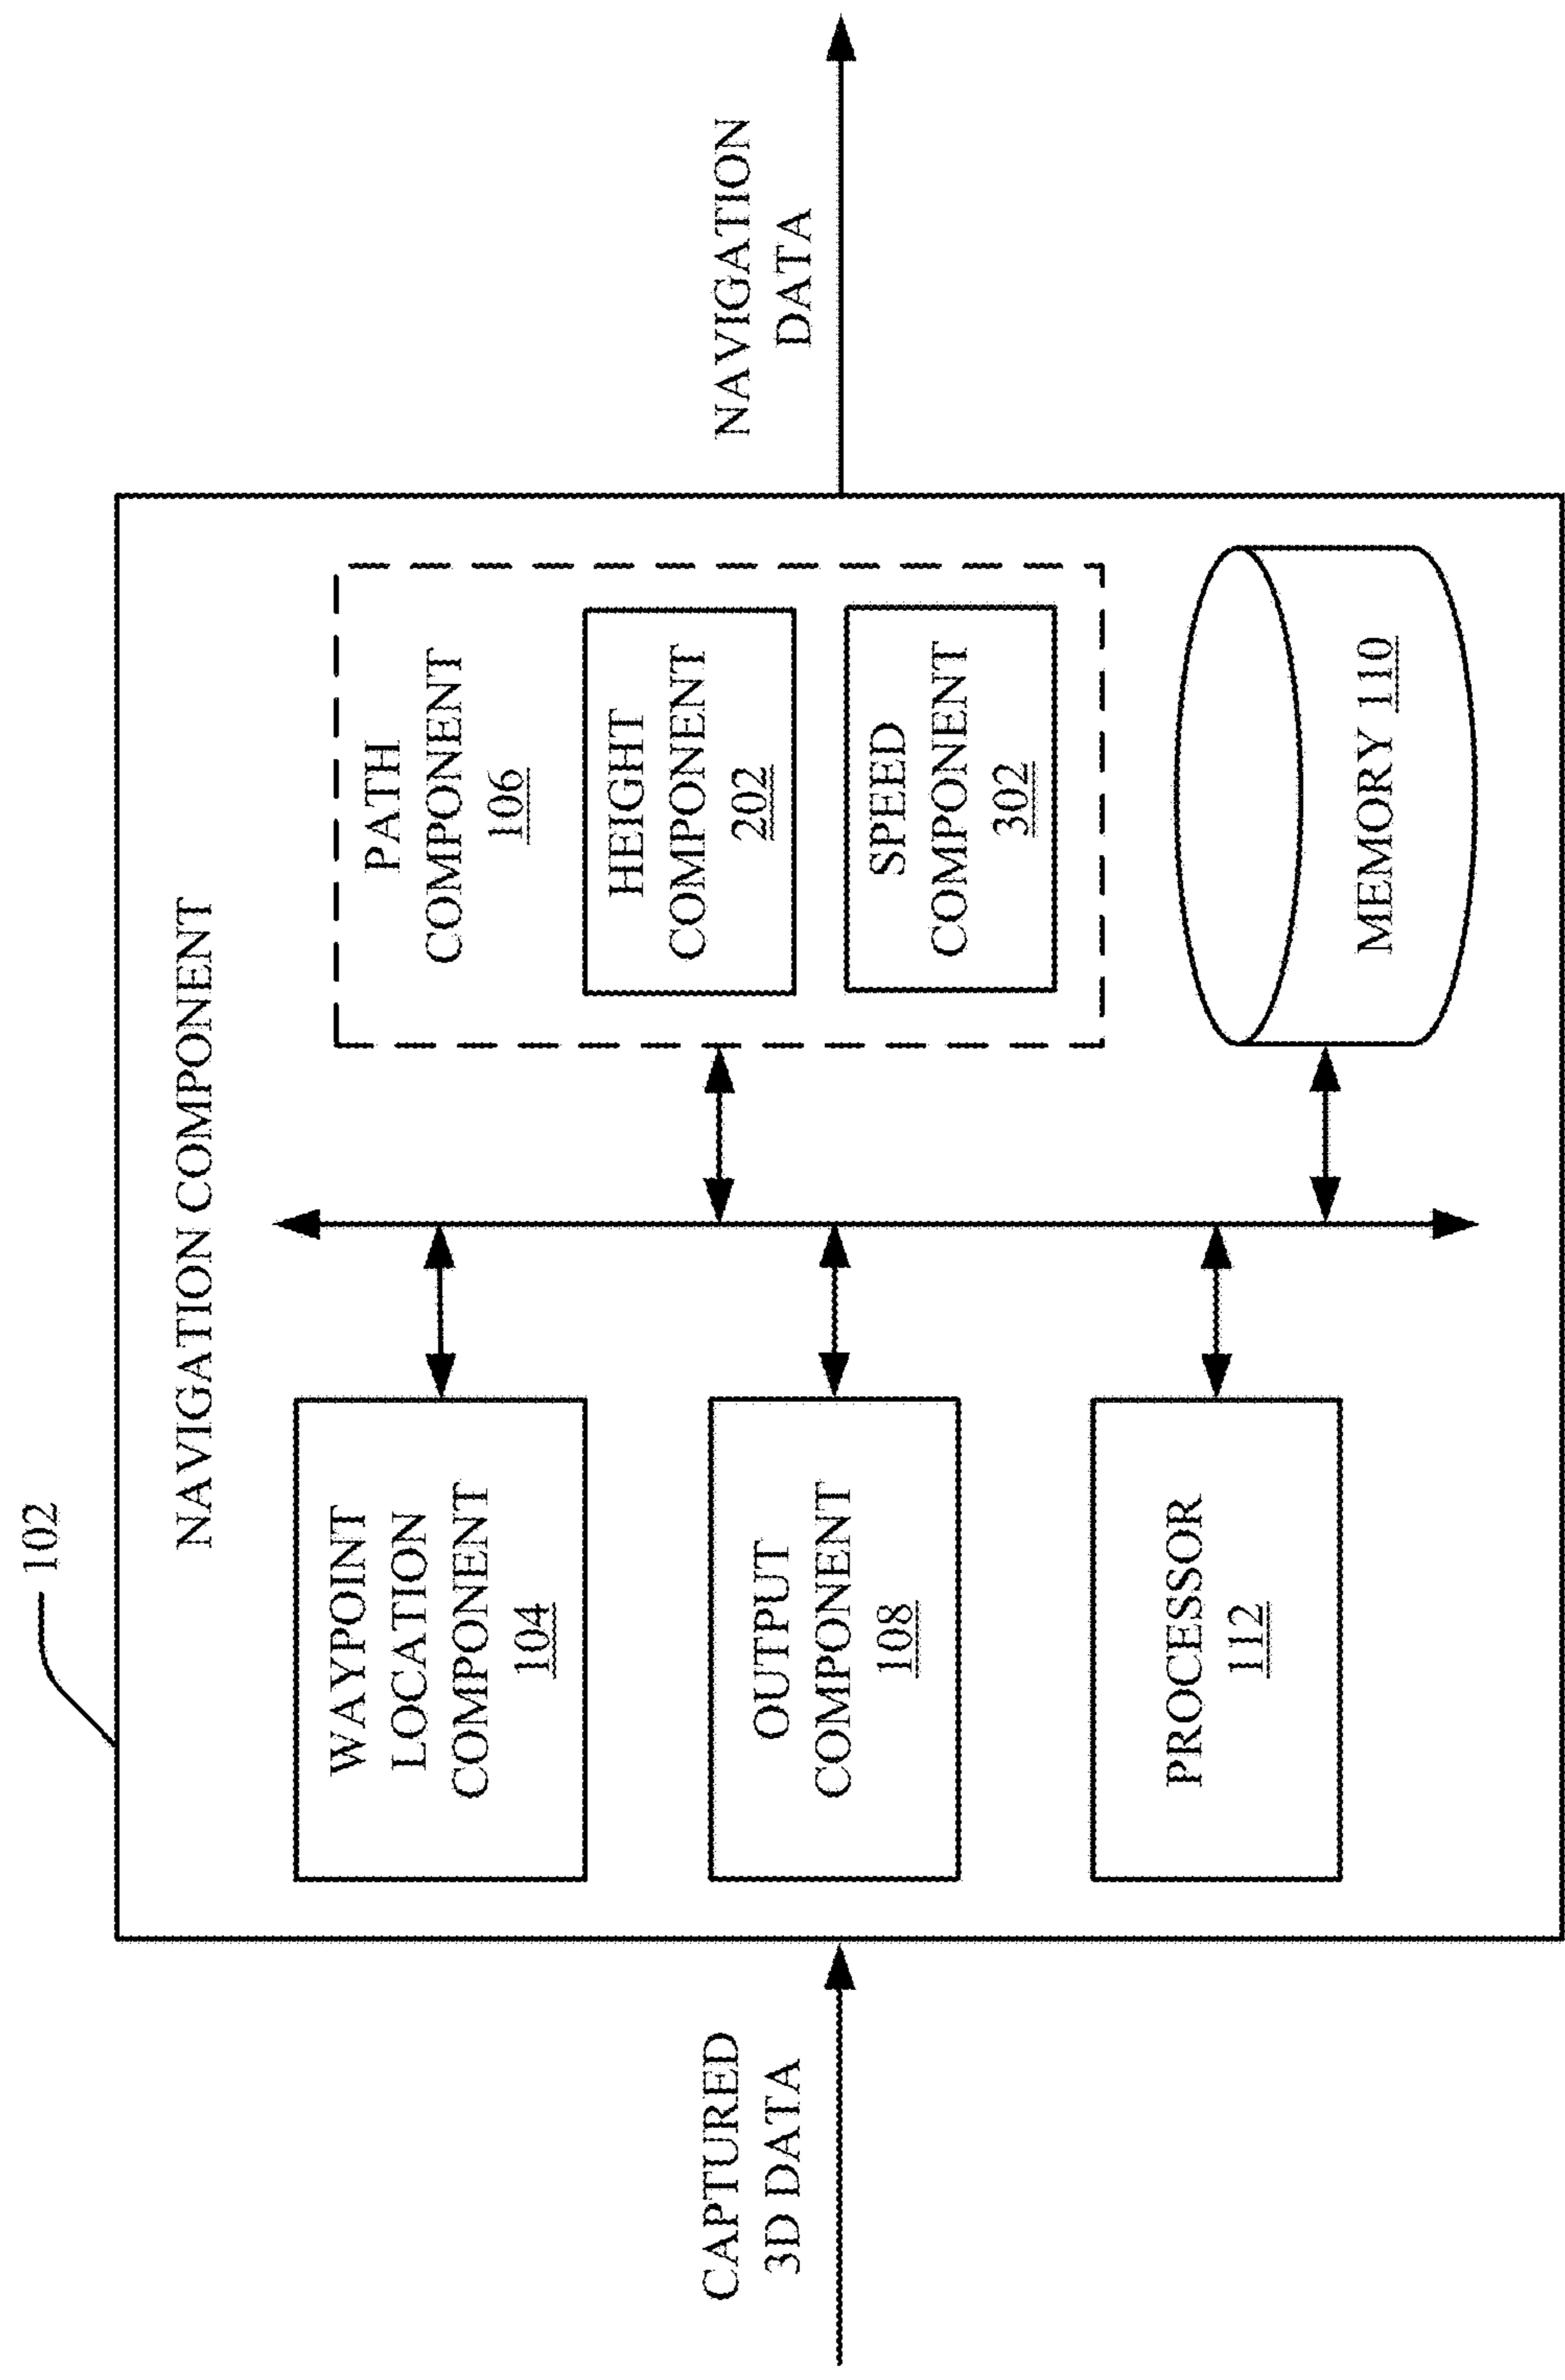 102
NAVIGATION COMPONENT
CAPTURED
3D DATA
WAYPOINT
LOCATION
COMPONENT
104
OUTPUT
COMPONENT
108
PROCESSOR
112
PATH
COMPONENT
106
HEIGHT
COMPONENT
202
SPEED
COMPONENT
302
MEMORY 110
NAVIGATION
DATA